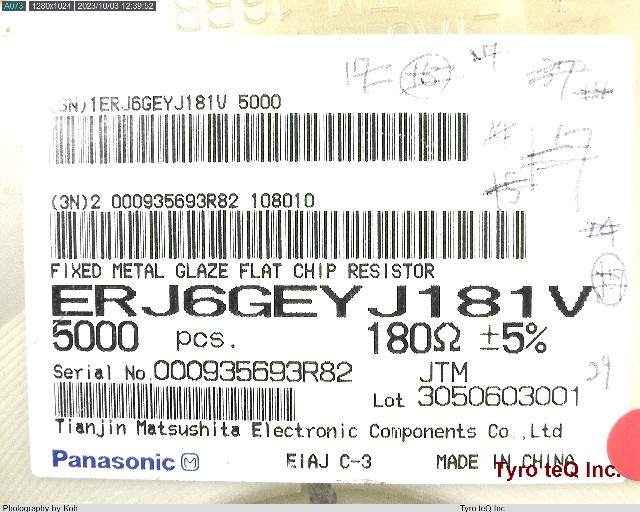 A073 1280x1024 2023/10/03 12:39:52
(3N)1ERJ6GEYJ181V 5000
(3N)2 000935693R82 108010
FIXED METAL GLAZE FLAT CHIP RESISTOR
ERJ6GEYJ181V
5000 pcs. 180Ω ±5%
Serial No.000935693R82 JTM
Lot 3050603001
Tianjin Matsushita Electronic Components Co.,Ltd
Panasonic M EIAJ C-3 MADE IN CHINA
Tyro teQ Inc.
Photography by Koh Tyro teQ Inc